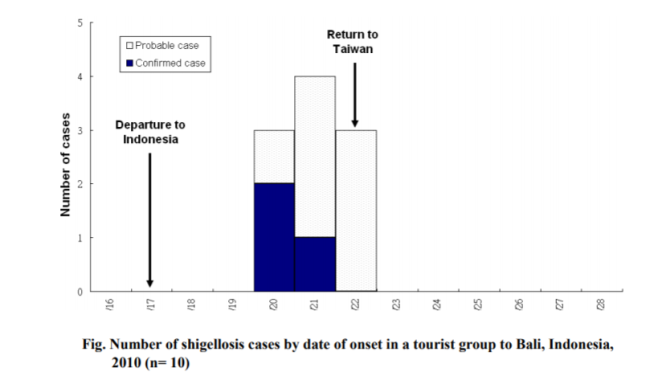 5
Return to
Taiwan
Probable case
Confirmed case
4
Departure to
Indonesia
3
Number of cases
2
1
0
/16 /17 /18 /19 /20 /21 /22 /23 /24 /25 /26 /27 /28
Fig. Number of shigellosis cases by date of onset in a tourist group to Bali, Indonesia,
2010 (n= 10)